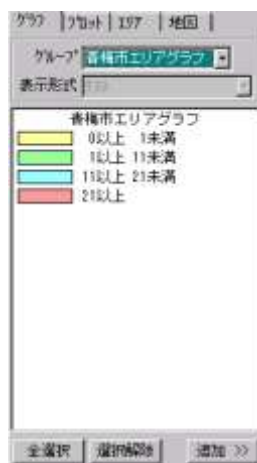 グラフ プロット エリア 地図
グループ 青梅市エリアグラフ
表示形式
青梅市エリアグラフ
0以上 1未満
1以上 11未満
11以上 21未満
21以上
全選択 選択解除 追加 >>